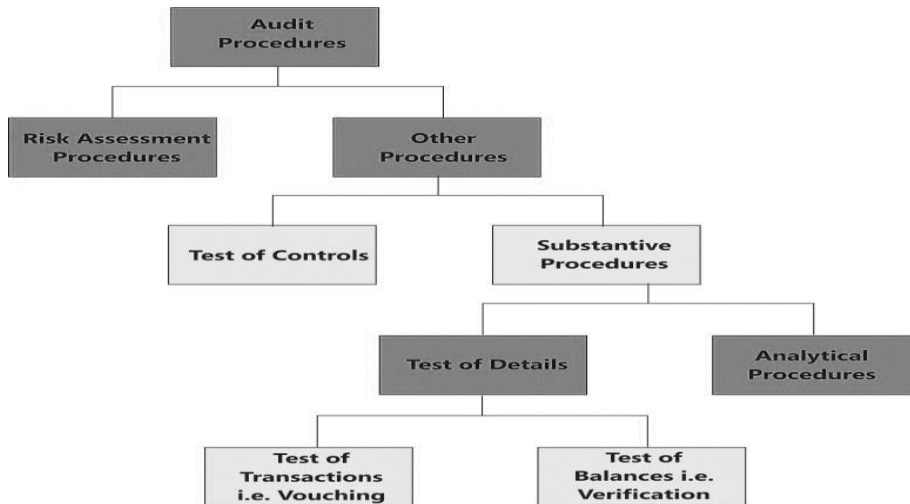 Audit
Procedures
Risk Assessment
Procedures
Other
Procedures
Test of Controls
Substantive
Procedures
Test of Details
Analytical
Procedures
Test of
Transactions
i.e. Vouching
Test of
Balances i.e.
Verification